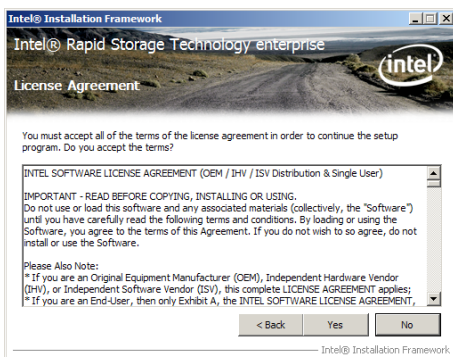 Intel® Installation Framework
Intel® Rapid Storage Technology enterprise
intel
License Agreement
You must accept all of the terms of the license agreement in order to continue the setup
program. Do you accept the terms?
INTEL SOFTWARE LICENSE AGREEMENT (OEM / IHV / ISV Distribution & Single User)
IMPORTANT - READ BEFORE COPYING, INSTALLING OR USING.
Do not use or load this software and any associated materials (collectively, the "Software")
until you have carefully read the following terms and conditions. By loading or using the
Software, you agree to the terms of this Agreement. If you do not wish to so agree, do not
install or use the Software.
Please Also Note:
* If you are an Original Equipment Manufacturer (OEM), Independent Hardware Vendor
(IHV), or Independent Software Vendor (ISV), this complete LICENSE AGREEMENT applies;
* If you are an End-User, then only Exhibit A, the INTEL SOFTWARE LICENSE AGREEMENT,
< Back Yes No
Intel® Installation Framework